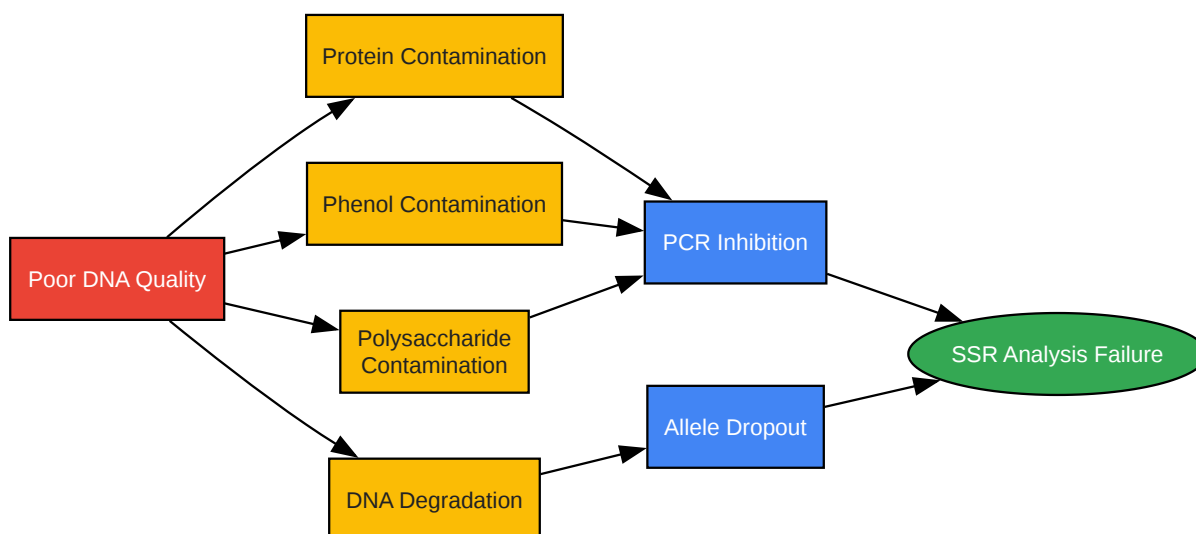 Protein Contamination
Phenol Contamination
PCR Inhibition
Poor DNA Quality
Polysaccharide
Contamination
SSR Analysis Failure
Allele Dropout
DNA Degradation